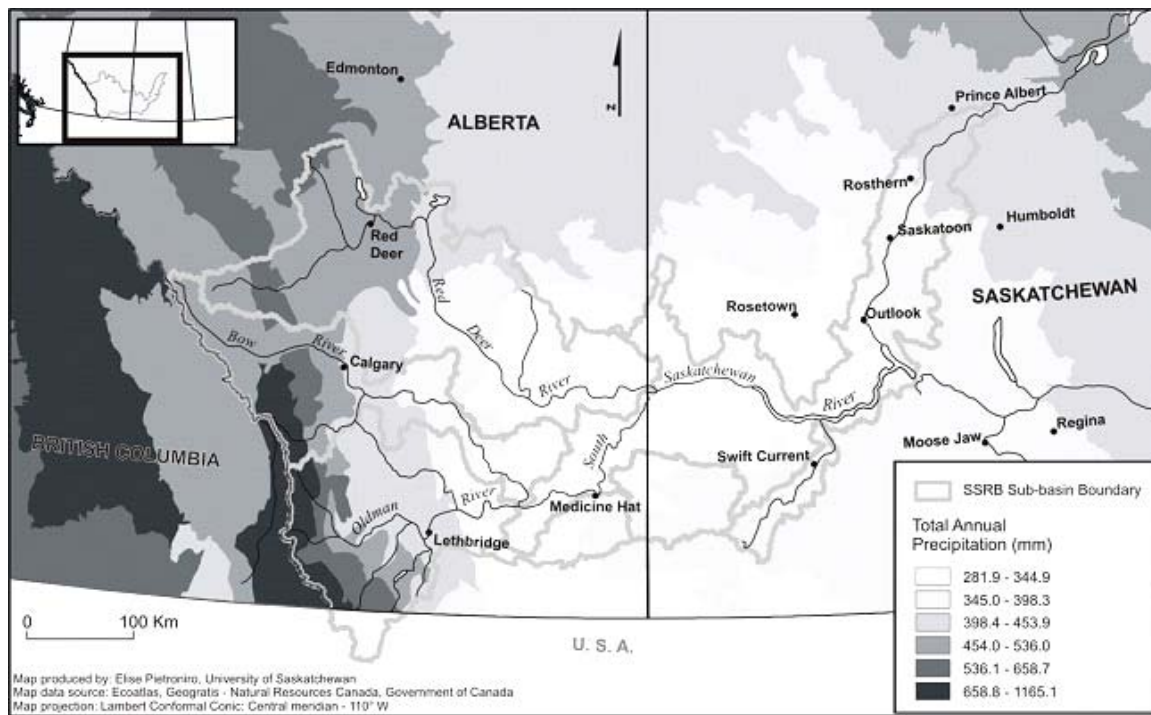 Edmonton
ALBERTA
N
Prince Albert
Rosthern
Humboldt
Saskatoon
Red
Deer
Red
Deer
River
SASKATCHEWAN
Rosetown
Outlook
Bow
River
Calgary
Saskatchewan
River
South
BRITISH COLUMBIA
Regina
Moose Jaw
Swift Current
Medicine Hat
River
Oldman
Lethbridge
SSRB Sub-basin Boundary
Total Annual
Precipitation (mm)
281.9 - 344.9
345.0 - 398.3
398.4 - 453.9
454.0 - 536.0
536.1 - 658.7
658.8 - 1165.1
0 100 Km
U. S. A.
Map produced by: Elise Pietroniro, University of Saskatchewan
Map data source: Ecoatlas, Geogratis - Natural Resources Canada, Government of Canada
Map projection: Lambert Conformal Conic: Central meridian - 110° W